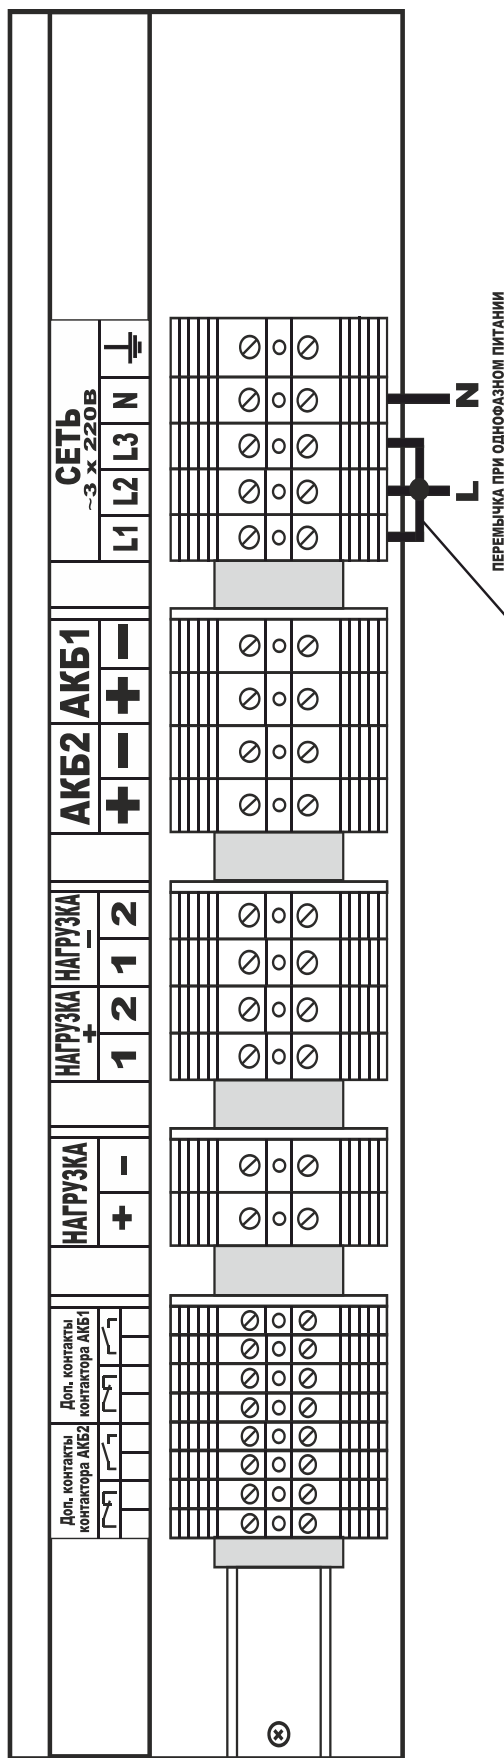 Доп. контакты
контактора АКБ2
Доп. контакты
контактора АКБ1
НАГРУЗКА
+ −
НАГРУЗКА
+
1 2
НАГРУЗКА
−
1 2
АКБ2
+ −
АКБ1
+ −
СЕТЬ
~3 x 220В
L1 L2 L3 N
L N
ПЕРЕМЫЧКА ПРИ ОДНОФАЗНОМ ПИТАНИИ